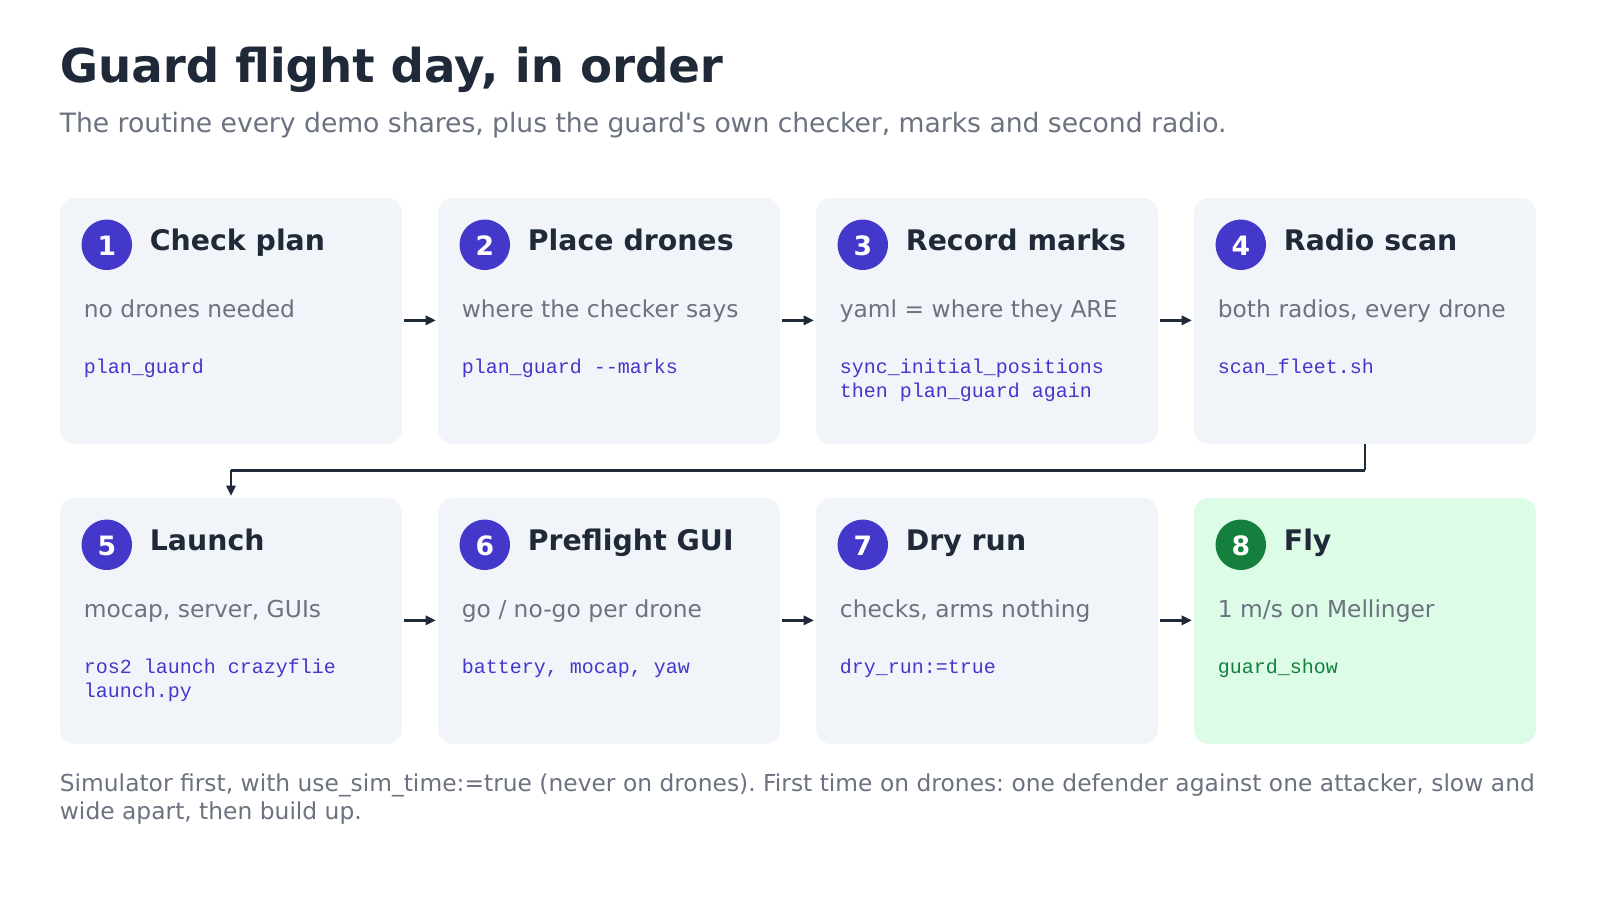 Guard flight day, in order
The routine every demo shares, plus the guard's own checker, marks and second radio.
1 Check plan
no drones needed
plan_guard
2 Place drones
where the checker says
plan_guard --marks
3 Record marks
yaml = where they ARE
sync_initial_positions
then plan_guard again
4 Radio scan
both radios, every drone
scan_fleet.sh
5 Launch
mocap, server, GUIs
ros2 launch crazyflie
launch.py
6 Preflight GUI
go / no-go per drone
battery, mocap, yaw
7 Dry run
checks, arms nothing
dry_run:=true
8 Fly
1 m/s on Mellinger
guard_show
Simulator first, with use_sim_time:=true (never on drones). First time on drones: one defender against one attacker, slow and
wide apart, then build up.